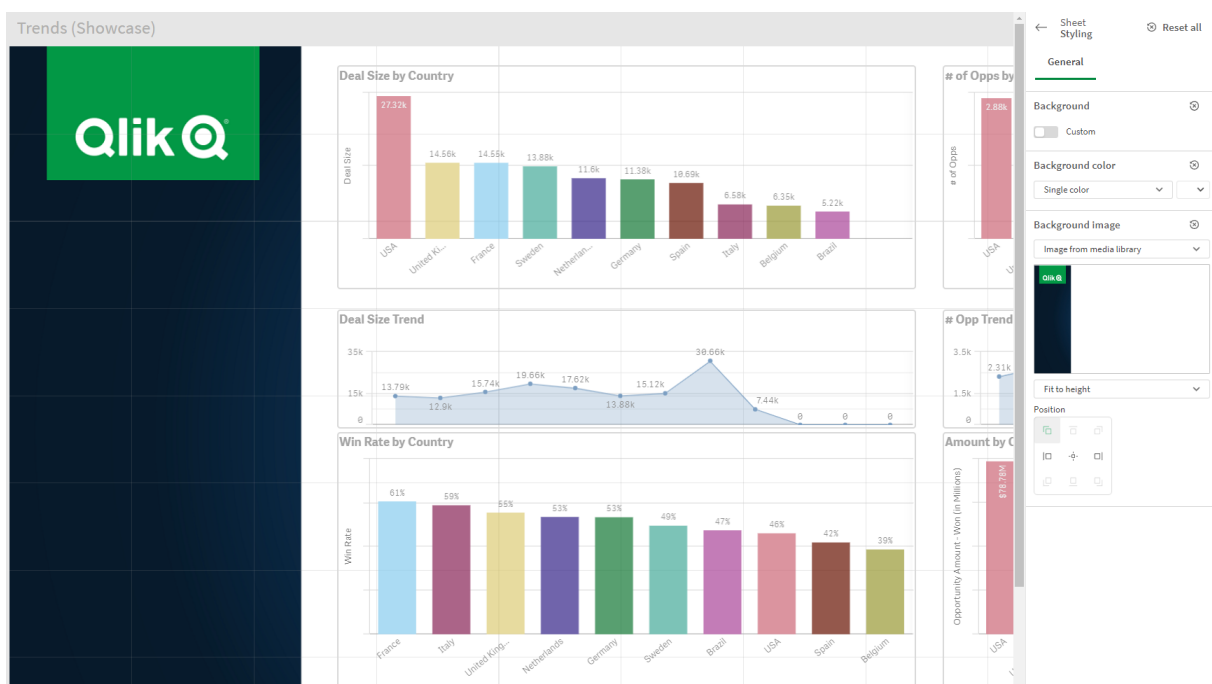 Trends (Showcase)
Qlik
Deal Size by Country
Deal Size
27.32k
14.56k
14.55k
13.88k
11.6k
11.38k
10.69k
6.58k
6.35k
5.22k
USA
United Ki...
France
Sweden
Netherlan...
Germany
Spain
Italy
Belgium
Brazil
# of Opps by
# of Opps
2.88k
USA
U
Deal Size Trend
35k
15k
0
13.79k
12.9k
15.74k
19.66k
17.62k
13.88k
15.12k
30.66k
7.44k
0
0
0
# Opp Trend
3.5k
1.5k
0
2.31k
Win Rate by Country
Win Rate
61%
59%
55%
53%
53%
49%
47%
46%
42%
39%
France
Italy
United King...
Netherlands
Germany
Sweden
Brazil
USA
Spain
Belgium
Amount by C
Opportunity Amount - Won (in Millions)
$78.78M
USA
U
Sheet
Styling
Reset all
General
Background
Custom
Background color
Single color
Background image
Image from media library
Qlik
Fit to height
Position